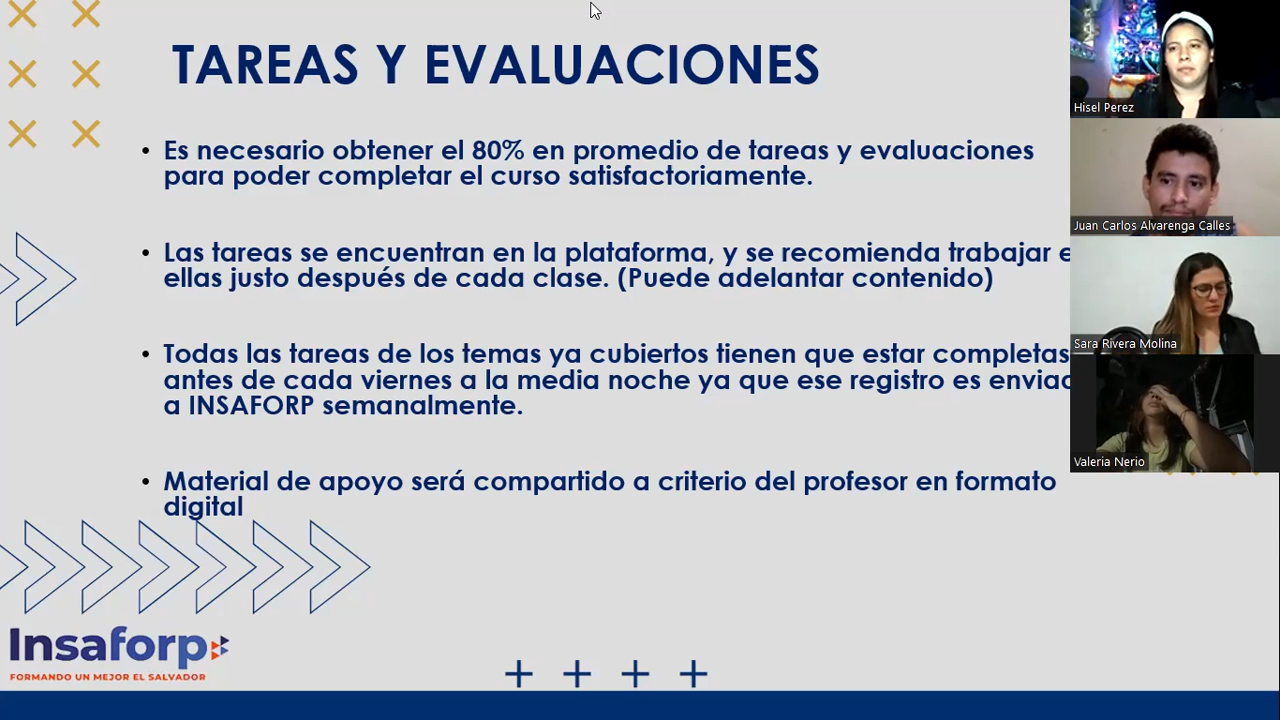 TAREAS Y EVALUACIONES
• Es necesario obtener el 80% en promedio de tareas y evaluaciones
para poder completar el curso satisfactoriamente.
• Las tareas se encuentran en la plataforma, y se recomienda trabajar e
ellas justo después de cada clase. (Puede adelantar contenido)
• Todas las tareas de los temas ya cubiertos tienen que estar completas
antes de cada viernes a la media noche ya que ese registro es enviad
a INSAFORP semanalmente.
• Material de apoyo será compartido a criterio del profesor en formato
digital
Insaforp
FORMANDO UN MEJOR EL SALVADOR
Hisel Perez
Juan Carlos Alvarenga Calles
Sara Rivera Molina
Valeria Nerio